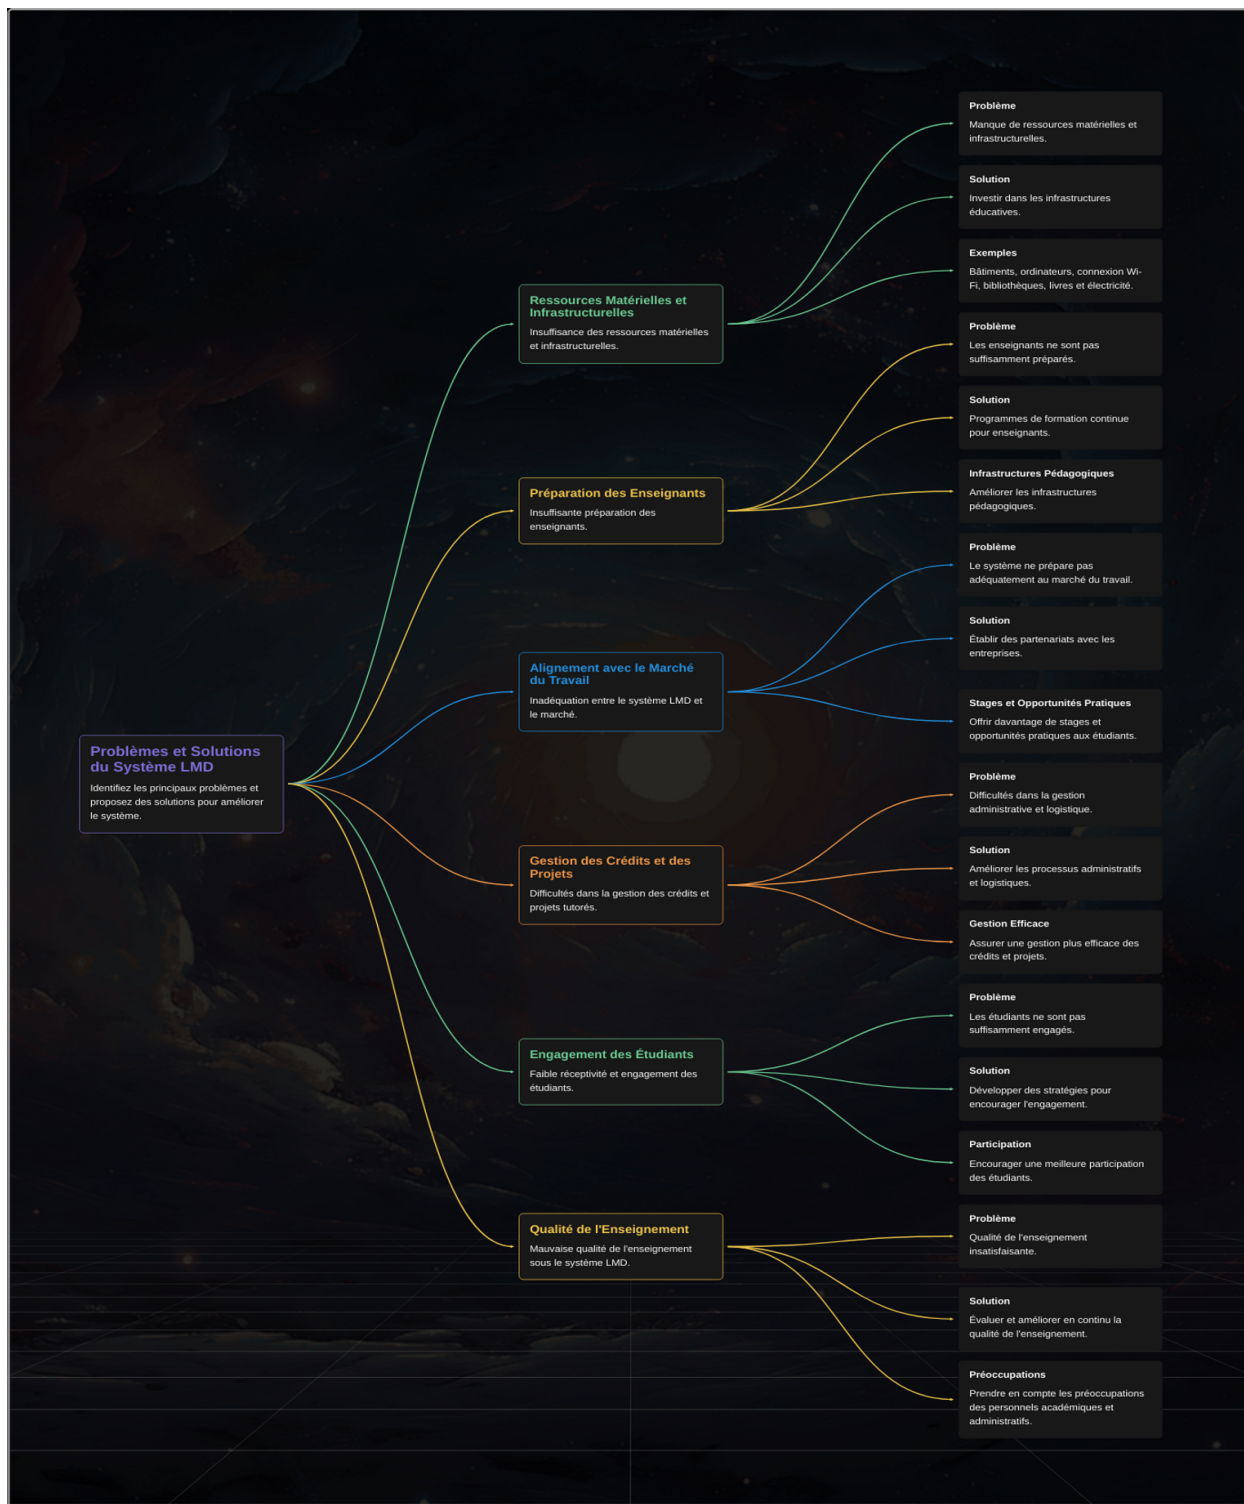 Problèmes et Solutions
du Système LMD
Identifiez les principaux problèmes et
proposez des solutions pour améliorer
le système.
Ressources Matérielles et
Infrastructurelles
Insuffisance des ressources matérielles
et infrastructurelles.
Problème
Manque de ressources matérielles et
infrastructurelles.
Solution
Investir dans les infrastructures
éducatives.
Exemples
Bâtiments, ordinateurs, connexion Wi-
Fi, bibliothèques, livres et électricité.
Préparation des Enseignants
Insuffisante préparation des
enseignants.
Problème
Les enseignants ne sont pas
suffisamment préparés.
Solution
Programmes de formation continue
pour enseignants.
Infrastructures Pédagogiques
Améliorer les infrastructures
pédagogiques.
Alignement avec le Marché
du Travail
Inadéquation entre le système LMD et
le marché.
Problème
Le système ne prépare pas
adéquatement au marché du travail.
Solution
Établir des partenariats avec les
entreprises.
Stages et Opportunités Pratiques
Offrir davantage de stages et
opportunités pratiques aux étudiants.
Gestion des Crédits et des
Projets
Difficultés dans la gestion des crédits et
projets tutorés.
Problème
Difficultés dans la gestion
administrative et logistique.
Solution
Améliorer les processus administratifs
et logistiques.
Gestion Efficace
Assurer une gestion plus efficace des
crédits et projets.
Engagement des Étudiants
Faible réceptivité et engagement des
étudiants.
Problème
Les étudiants ne sont pas
suffisamment engagés.
Solution
Développer des stratégies pour
encourager l'engagement.
Participation
Encourager une meilleure participation
des étudiants.
Qualité de l'Enseignement
Mauvaise qualité de l'enseignement
sous le système LMD.
Problème
Qualité de l'enseignement
insatisfaisante.
Solution
Évaluer et améliorer en continu la
qualité de l'enseignement.
Préoccupations
Prendre en compte les préoccupations
des personnels académiques et
administratifs.